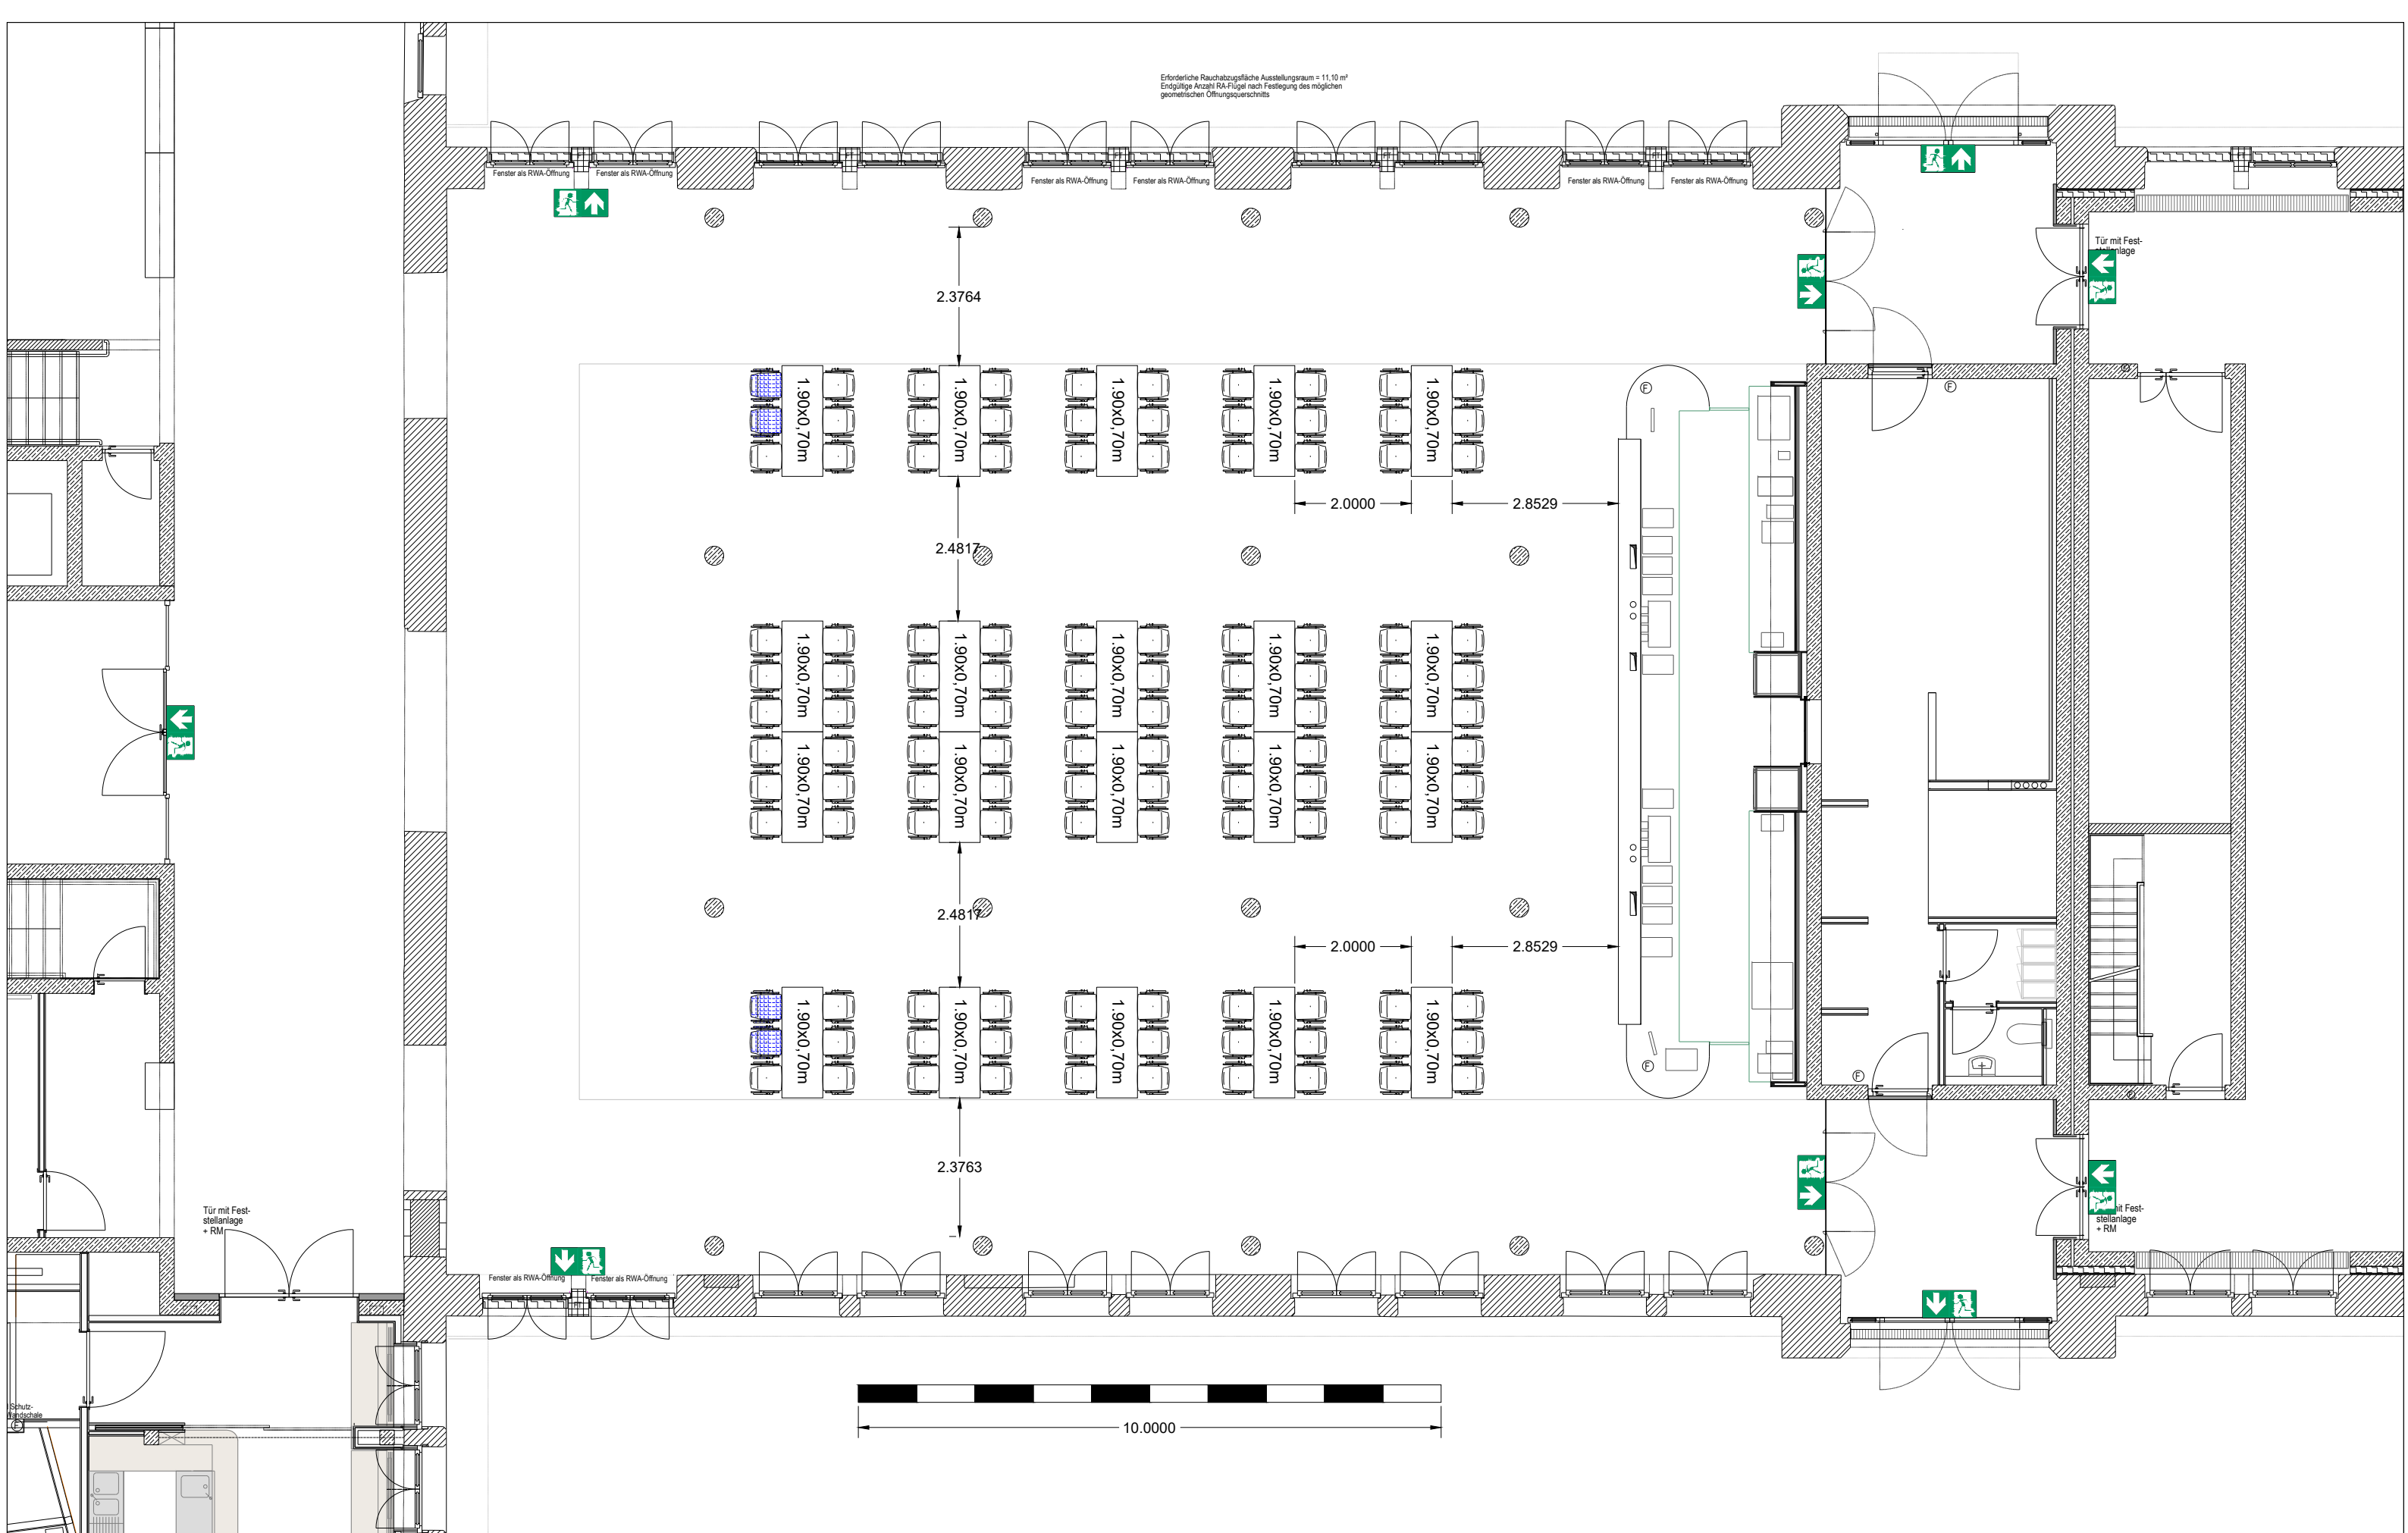 Erforderliche Rauchabzugsfläche Ausstellungsraum = 11,10 m²
Endgültige Anzahl RA-Flügel nach Festlegung des möglichen
geometrischen Öffnungsquerschnitts
Fenster als RWA-Öffnung
Fenster als RWA-Öffnung
Fenster als RWA-Öffnung
Fenster als RWA-Öffnung
Fenster als RWA-Öffnung
Fenster als RWA-Öffnung
Tür mit Fest-
2.3764
F
F
F
1.90x0,70m
1.90x0,70m
1.90x0,70m
1.90x0,70m
1.90x0,70m
2.0000
2.8529
2.4817
1.90x0,70m
1.90x0,70m
1.90x0,70m
1.90x0,70m
1.90x0,70m
1.90x0,70m
1.90x0,70m
1.90x0,70m
1.90x0,70m
1.90x0,70m
2.4817
2.0000
2.8529
1.90x0,70m
1.90x0,70m
1.90x0,70m
1.90x0,70m
1.90x0,70m
F
F
F
2.3763
Tür mit Fest-
stellanlage
+ RM
mit Fest-
stellanlage
+ RM
Fenster als RWA-Öffnung
Fenster als RWA-Öffnung
Schutz-
Wandschale
F
10.0000